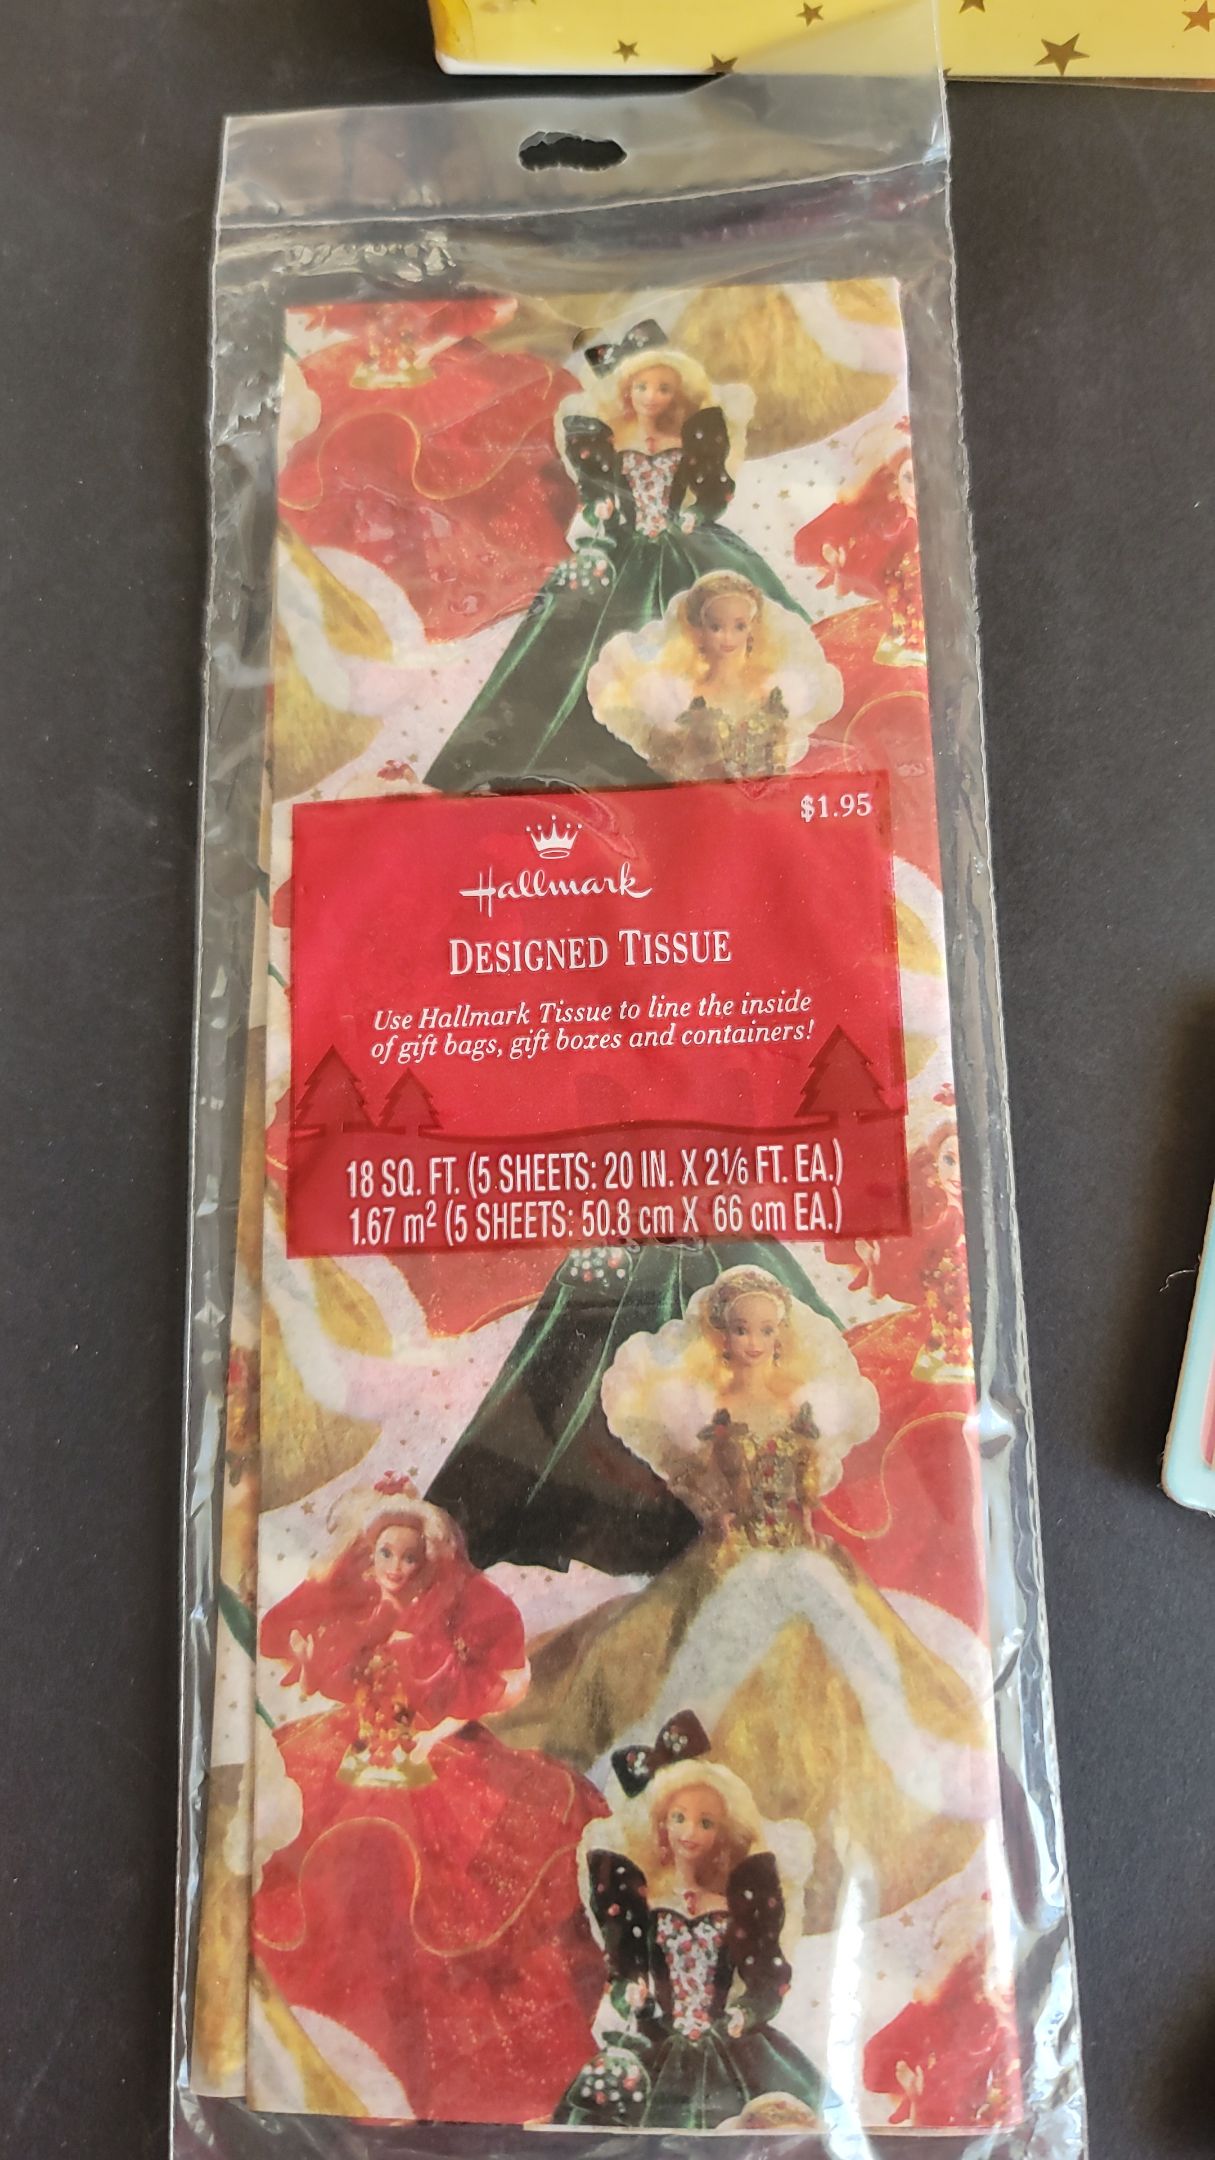 $1.95
Hallmark
DESIGNED TISSUE
Use Hallmark Tissue to line the inside
of gift bags, gift boxes and containers!
18 SQ. FT. (5 SHEETS: 20 IN. X 2⅙ FT. EA.)
1.67 m² (5 SHEETS: 50.8 cm X 66 cm EA.)